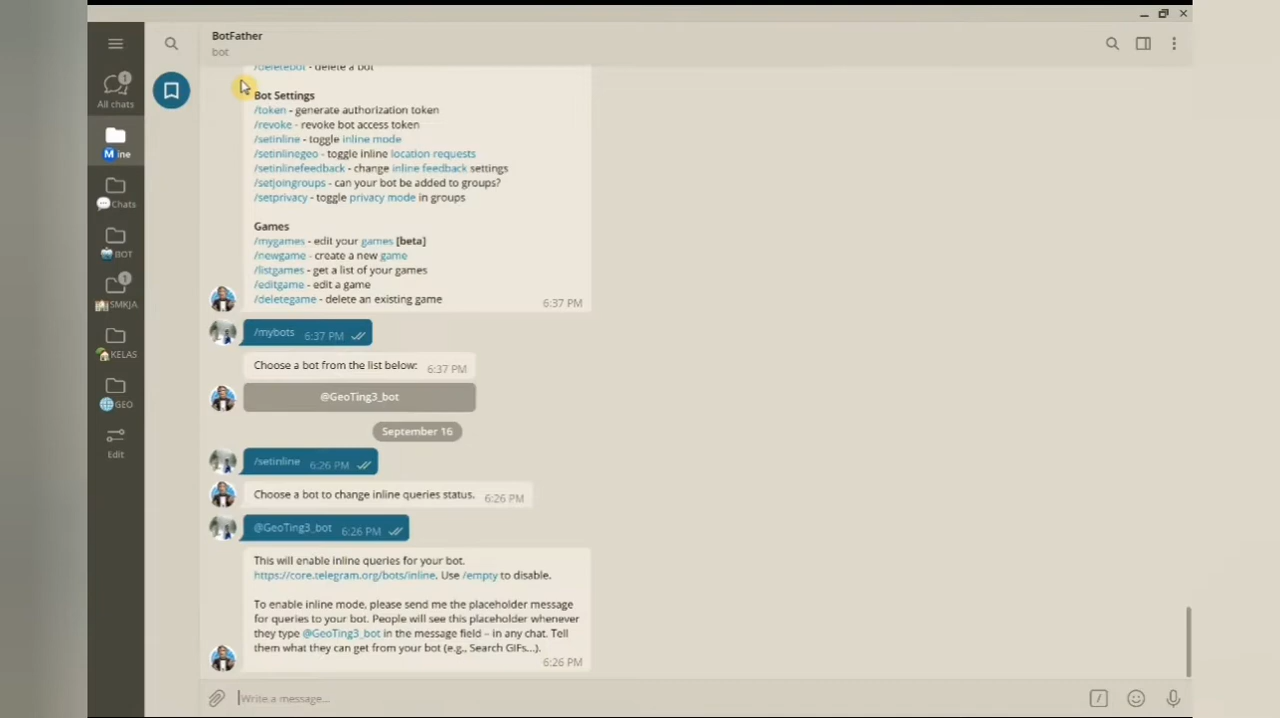 BotFather
bot
All chats
1
Mine
Chats
BOT
1
SMKJA
KELAS
GEO
Edit
/deletebot - delete a bot
Bot Settings
/token - generate authorization token
/revoke - revoke bot access token
/setinline - toggle inline mode
/setinlinegeo - toggle inline location requests
/setinlinefeedback - change inline feedback settings
/setjoingroups - can your bot be added to groups?
/setprivacy - toggle privacy mode in groups
Games
/mygames - edit your games [beta]
/newgame - create a new game
/listgames - get a list of your games
/editgame - edit a game
/deletegame - delete an existing game
6:37 PM
/mybots 6:37 PM
Choose a bot from the list below: 6:37 PM
@GeoTing3_bot
September 16
/setinline 6:26 PM
Choose a bot to change inline queries status. 6:26 PM
@GeoTing3_bot 6:26 PM
This will enable inline queries for your bot.
https://core.telegram.org/bots/inline. Use /empty to disable.
To enable inline mode, please send me the placeholder message
for queries to your bot. People will see this placeholder whenever
they type @GeoTing3_bot in the message field – in any chat. Tell
them what they can get from your bot (e.g., Search GIFs...).
6:26 PM
Write a message...